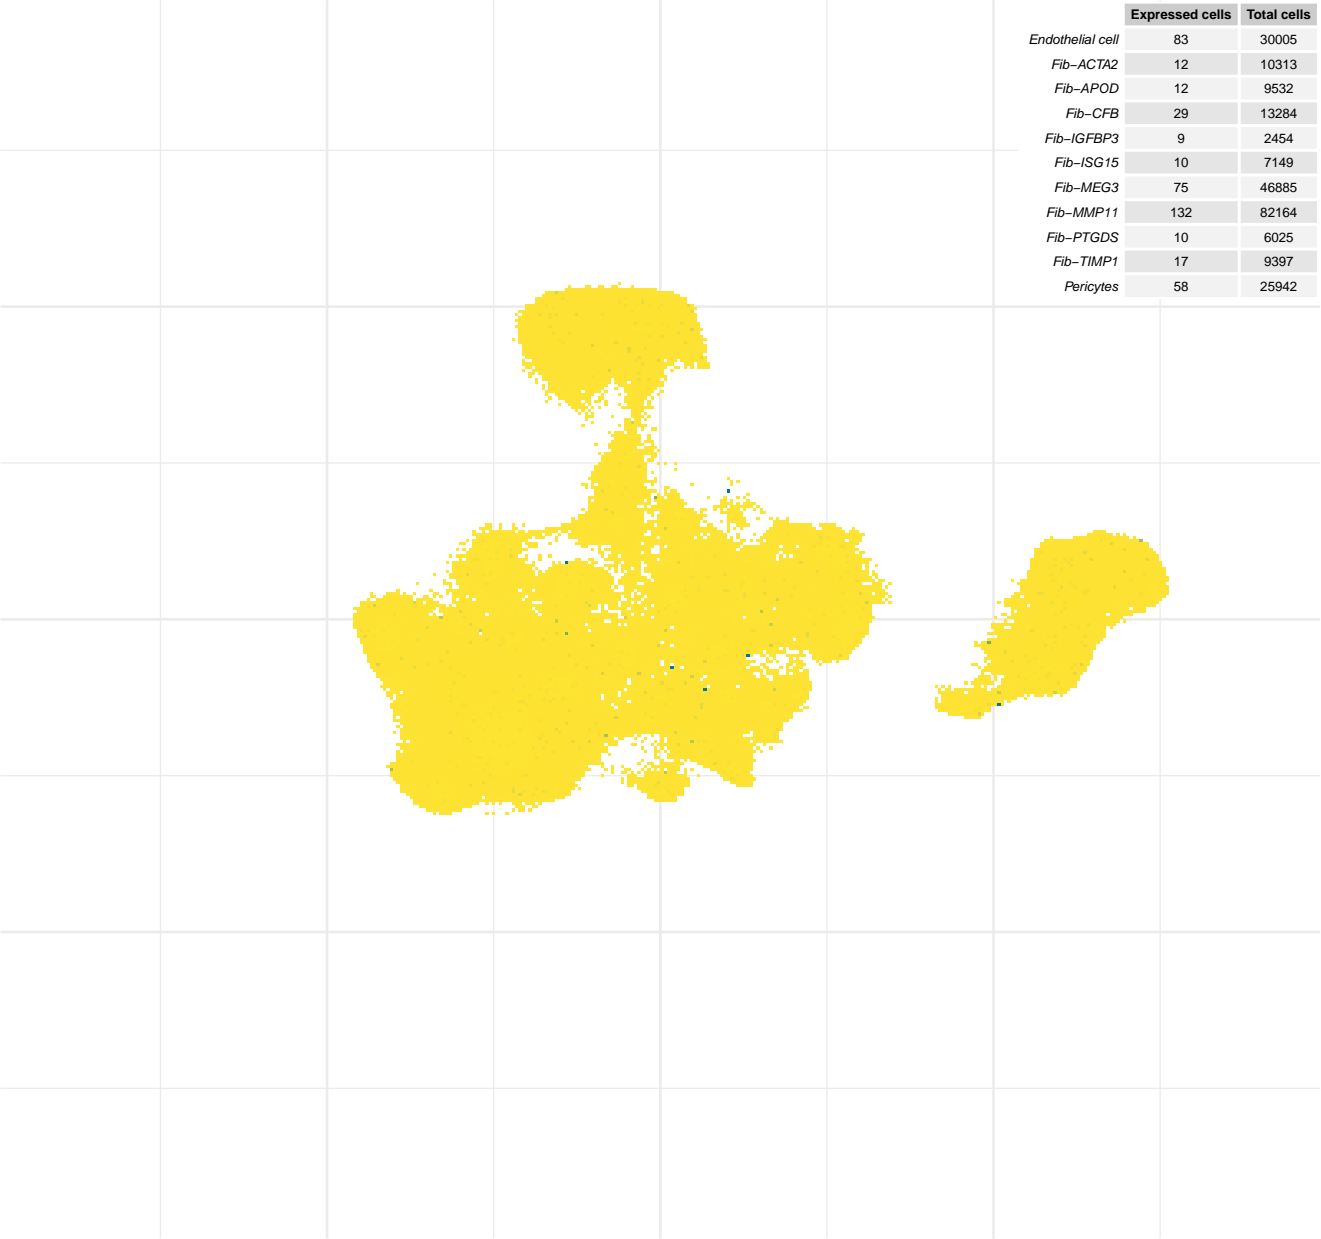 Expressed cells Total cells
Endothelial cell 83 30005
Fib−ACTA2 12 10313
Fib−APOD 12 9532
Fib−CFB 29 13284
Fib−IGFBP3 9 2454
Fib−ISG15 10 7149
Fib−MEG3 75 46885
Fib−MMP11 132 82164
Fib−PTGDS 10 6025
Fib−TIMP1 17 9397
Pericytes 58 25942